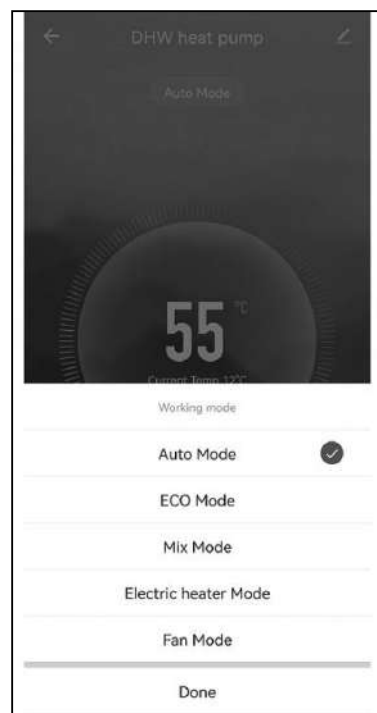 DHW heat pump
Auto Mode
55 °C
Current Temp 12℃
Working mode
Auto Mode
ECO Mode
Mix Mode
Electric heater Mode
Fan Mode
Done